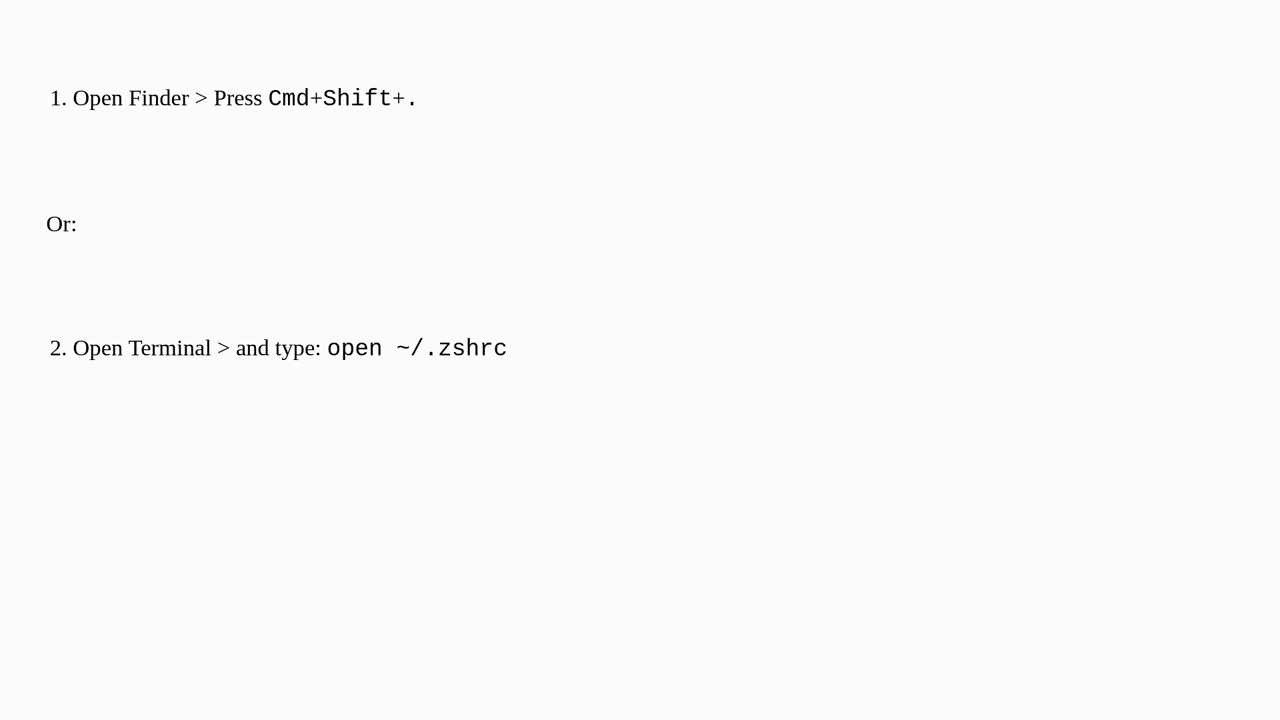 1. Open Finder > Press Cmd+Shift+.
Or:
2. Open Terminal > and type: open ~/.zshrc